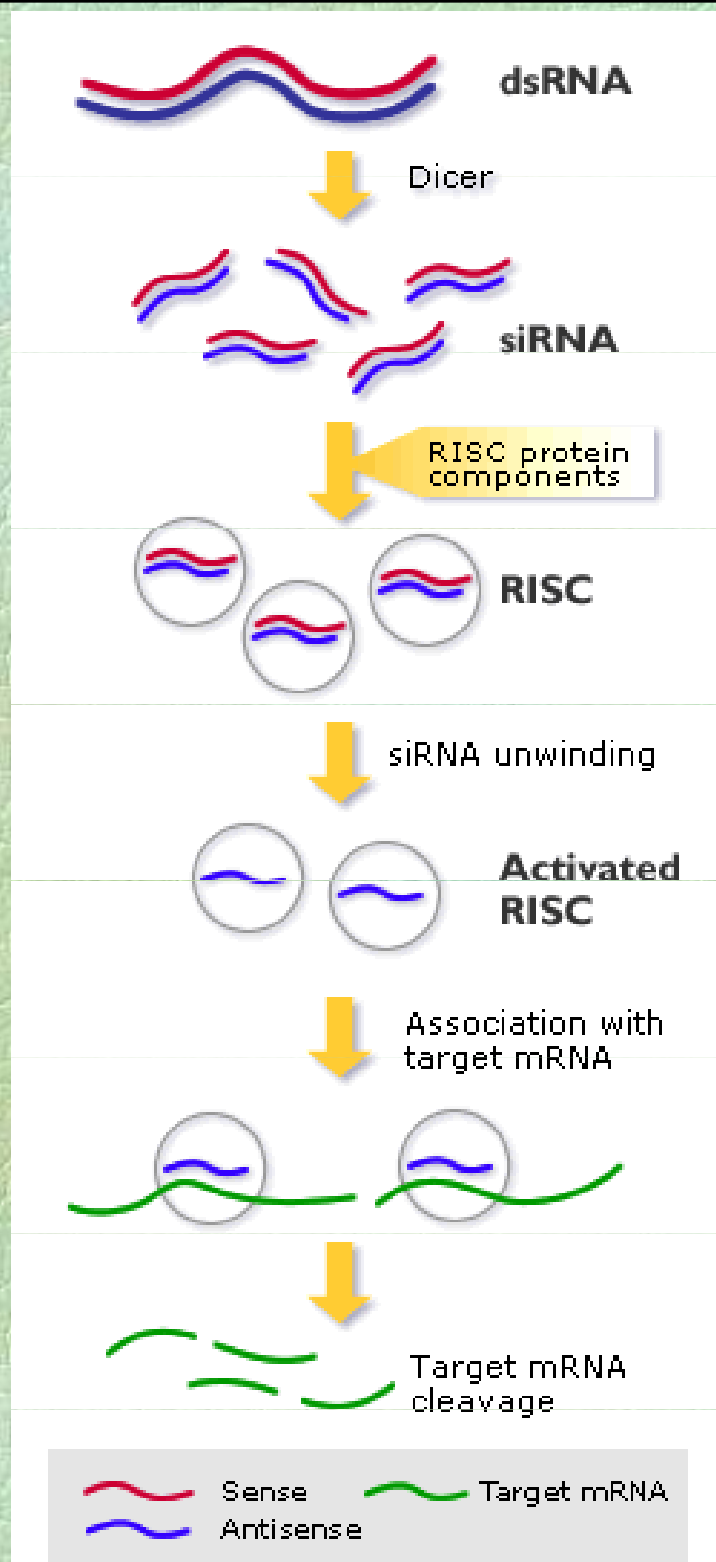 dsRNA
Dicer
siRNA
RISC protein
components
RISC
siRNA unwinding
Activated
RISC
Association with
target mRNA
Target mRNA
cleavage
Sense
Target mRNA
Antisense